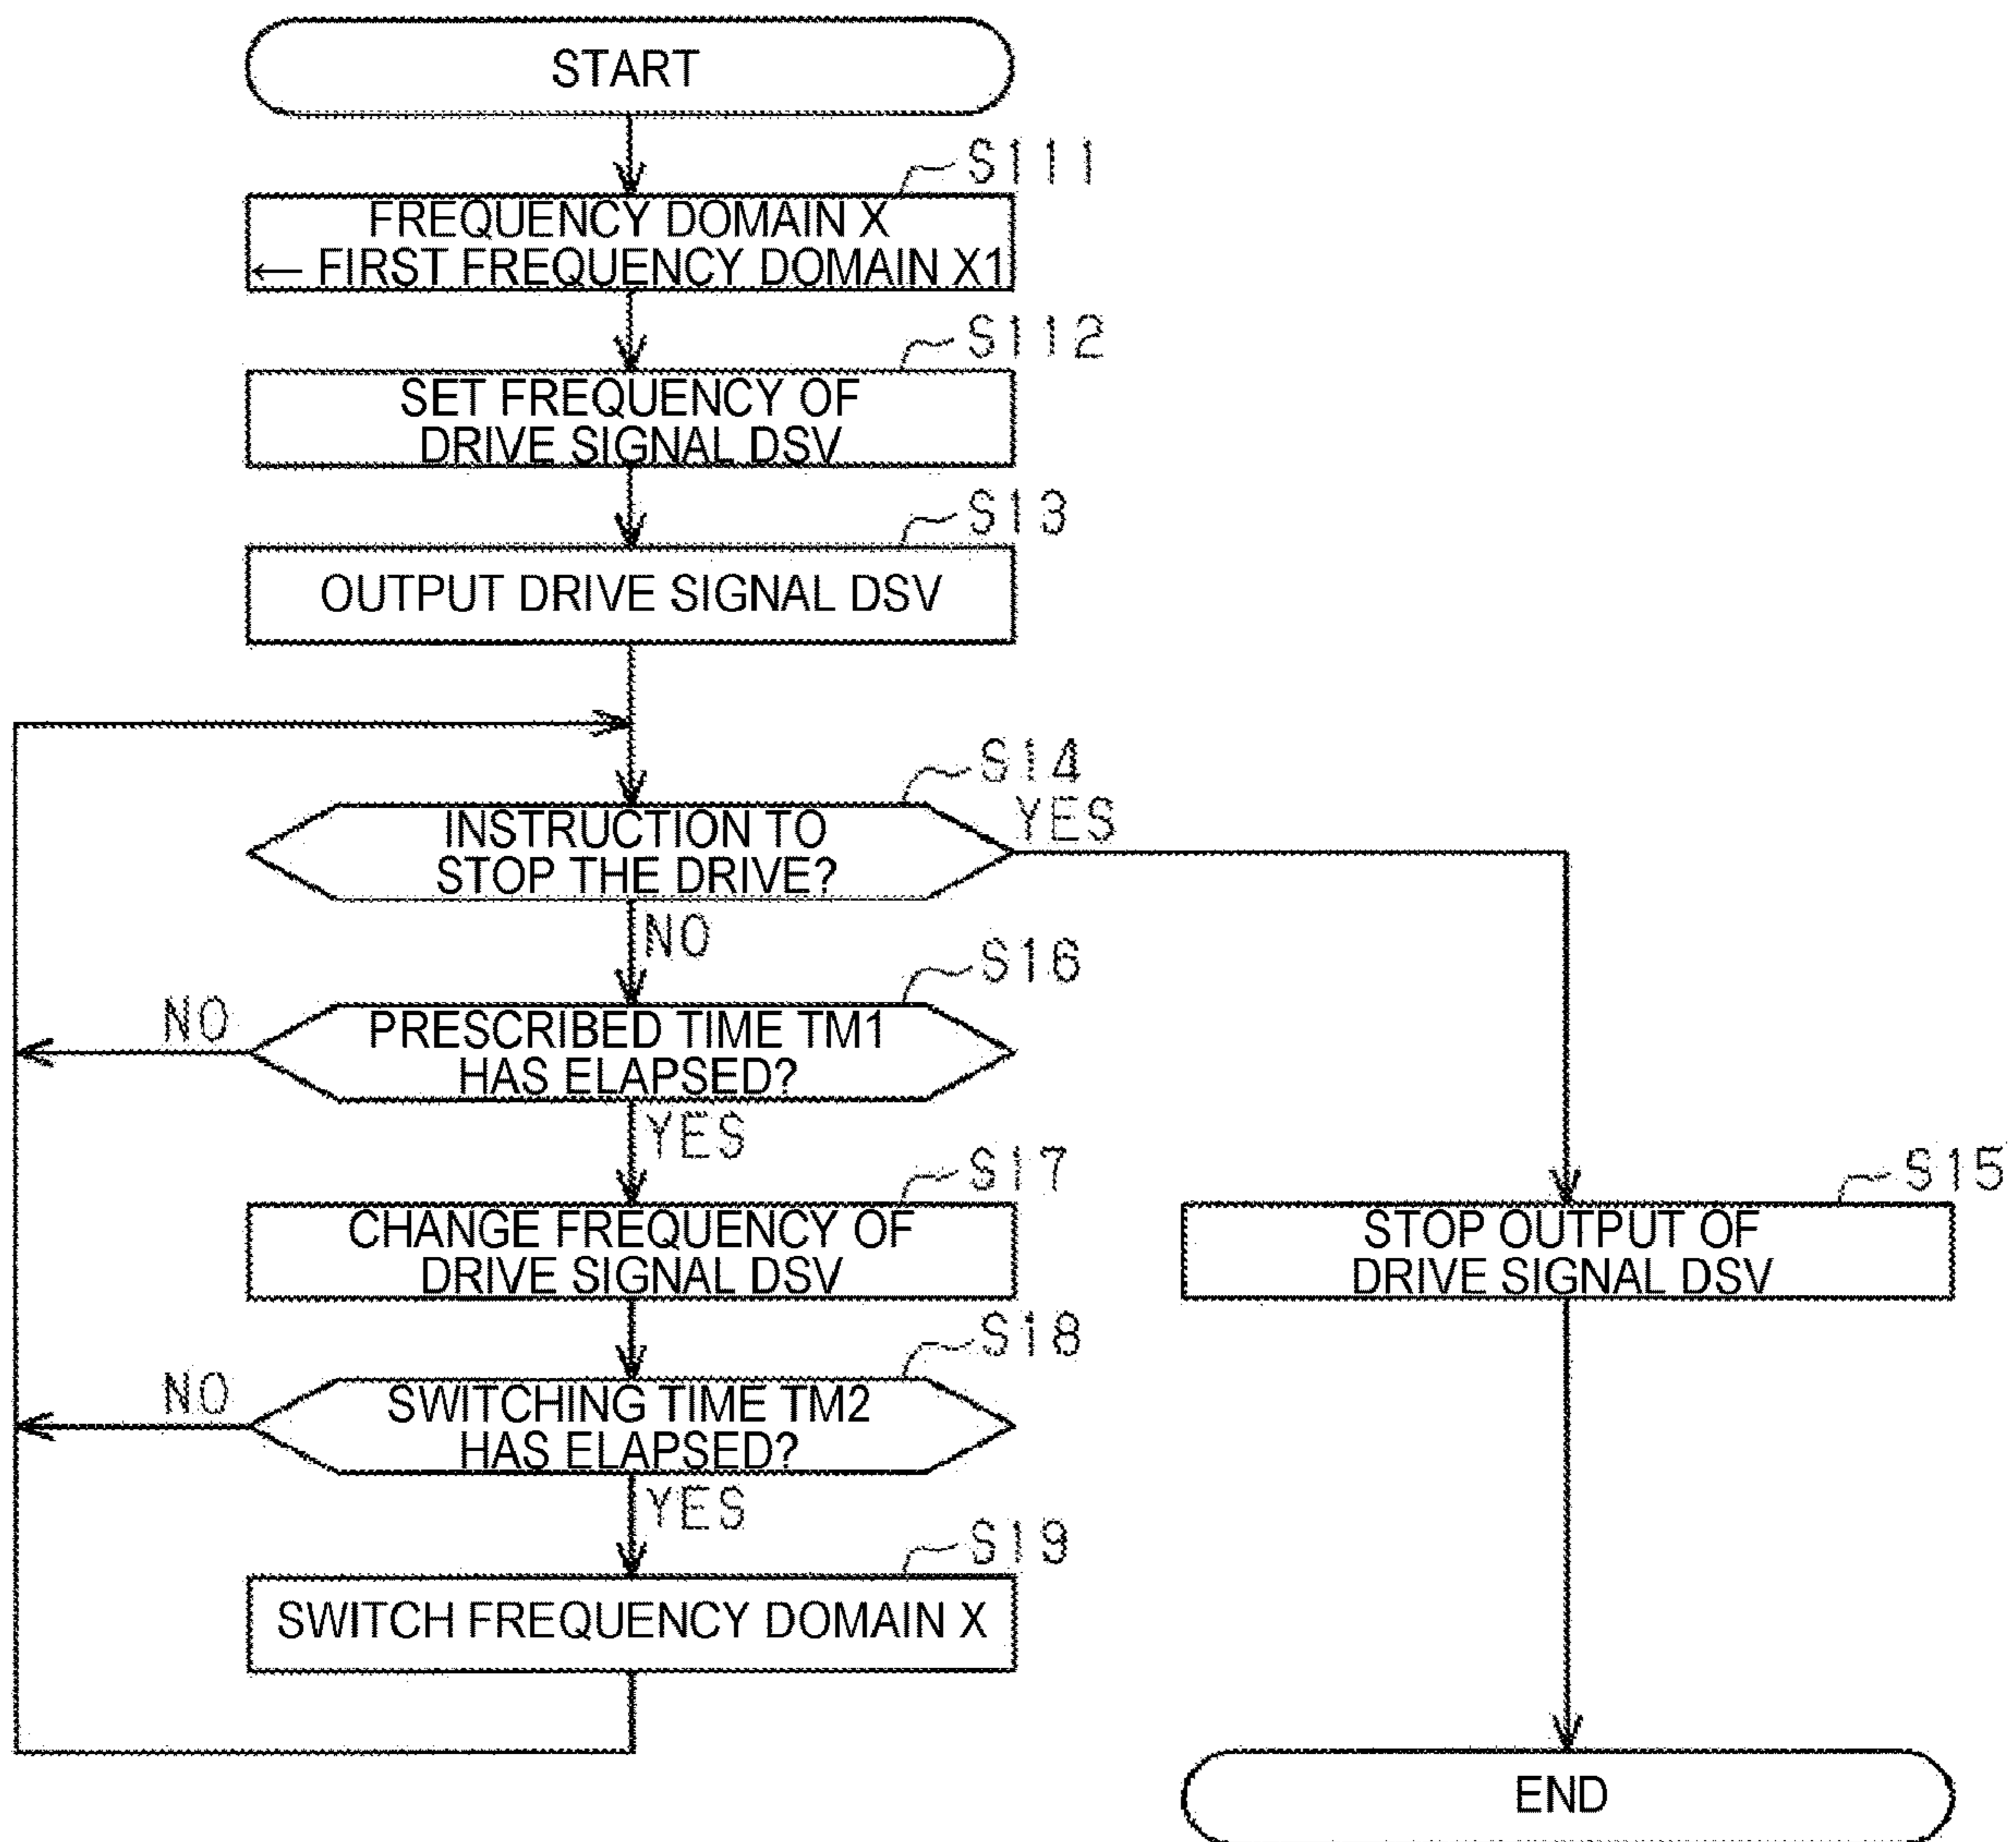 START
S111
FREQUENCY DOMAIN X
← FIRST FREQUENCY DOMAIN X1
S112
SET FREQUENCY OF
DRIVE SIGNAL DSV
S13
OUTPUT DRIVE SIGNAL DSV
S14
INSTRUCTION TO
STOP THE DRIVE?
YES
NO
S16
PRESCRIBED TIME TM1
HAS ELAPSED?
NO
YES
S17
CHANGE FREQUENCY OF
DRIVE SIGNAL DSV
S15
STOP OUTPUT OF
DRIVE SIGNAL DSV
S18
SWITCHING TIME TM2
HAS ELAPSED?
NO
YES
S19
SWITCH FREQUENCY DOMAIN X
END